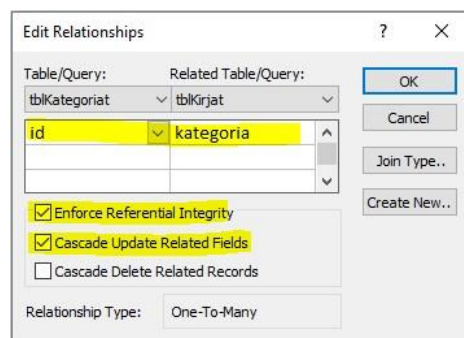 Edit Relationships ? X
Table/Query: Related Table/Query:
tblKategoriat tblKirjat
id kategoria
Enforce Referential Integrity
Cascade Update Related Fields
Cascade Delete Related Records
Relationship Type: One-To-Many
OK
Cancel
Join Type..
Create New..